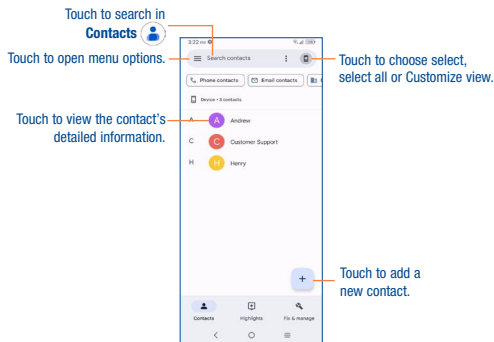 Touch to search in
Contacts
Touch to open menu options.
Touch to choose select,
select all or Customize view.
Touch to view the contact's
detailed information.
Touch to add a
new contact.
3:22 PM
Search contacts
Phone contacts
Email contacts
Device • 3 contacts
A
A
Andrew
C
C
Customer Support
H
H
Henry
+
Contacts
Highlights
Fix & manage